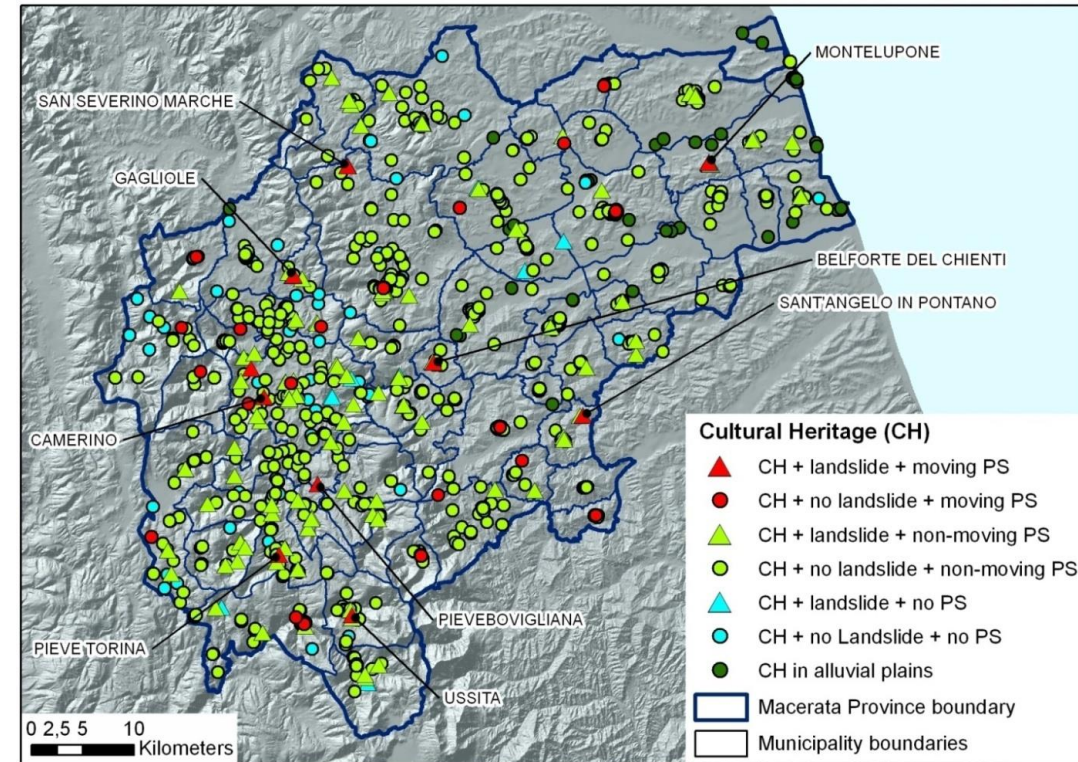 MONTELUPONE
SAN SEVERINO MARCHE
GAGLIOLE
BELFORTE DEL CHIENTI
SANT'ANGELO IN PONTANO
CAMERINO
PIEVEBOVIGLIANA
PIEVE TORINA
USSITA
Cultural Heritage (CH)
CH + landslide + moving PS
CH + no landslide + moving PS
CH + landslide + non-moving PS
CH + no landslide + non-moving PS
CH + landslide + no PS
CH + no Landslide + no PS
CH in alluvial plains
Macerata Province boundary
Municipality boundaries
0 2,5 5 10
Kilometers